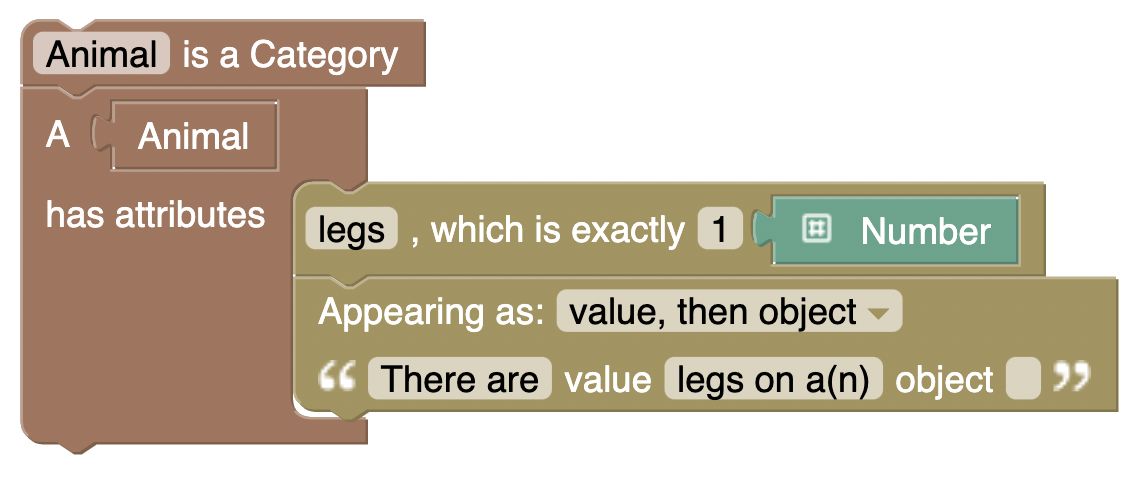 Animal is a Category
A Animal
has attributes
legs , which is exactly 1 Number
Appearing as: value, then object
“ There are value legs on a(n) object ”